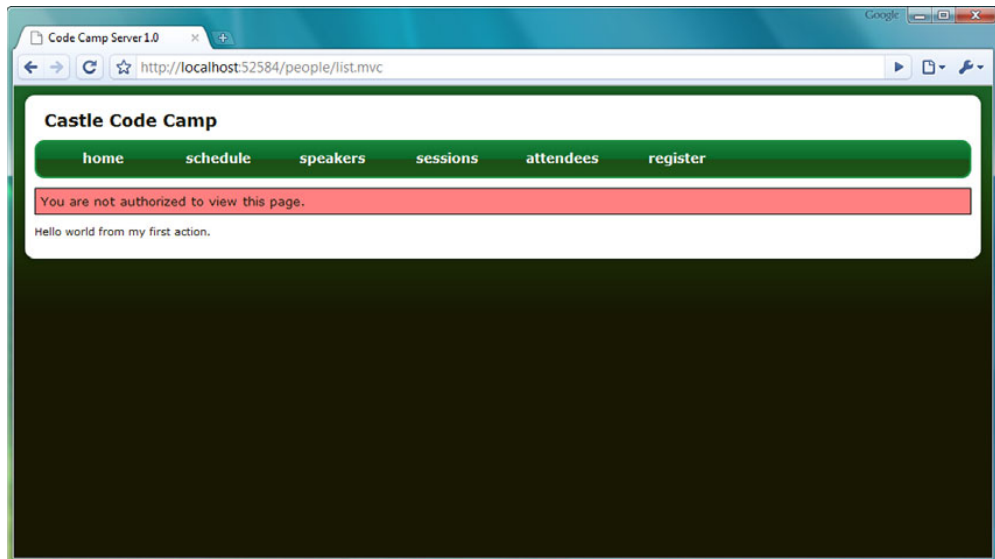 Google
Code Camp Server 1.0
http://localhost:52584/people/list.mvc
Castle Code Camp
home schedule speakers sessions attendees register
You are not authorized to view this page.
Hello world from my first action.